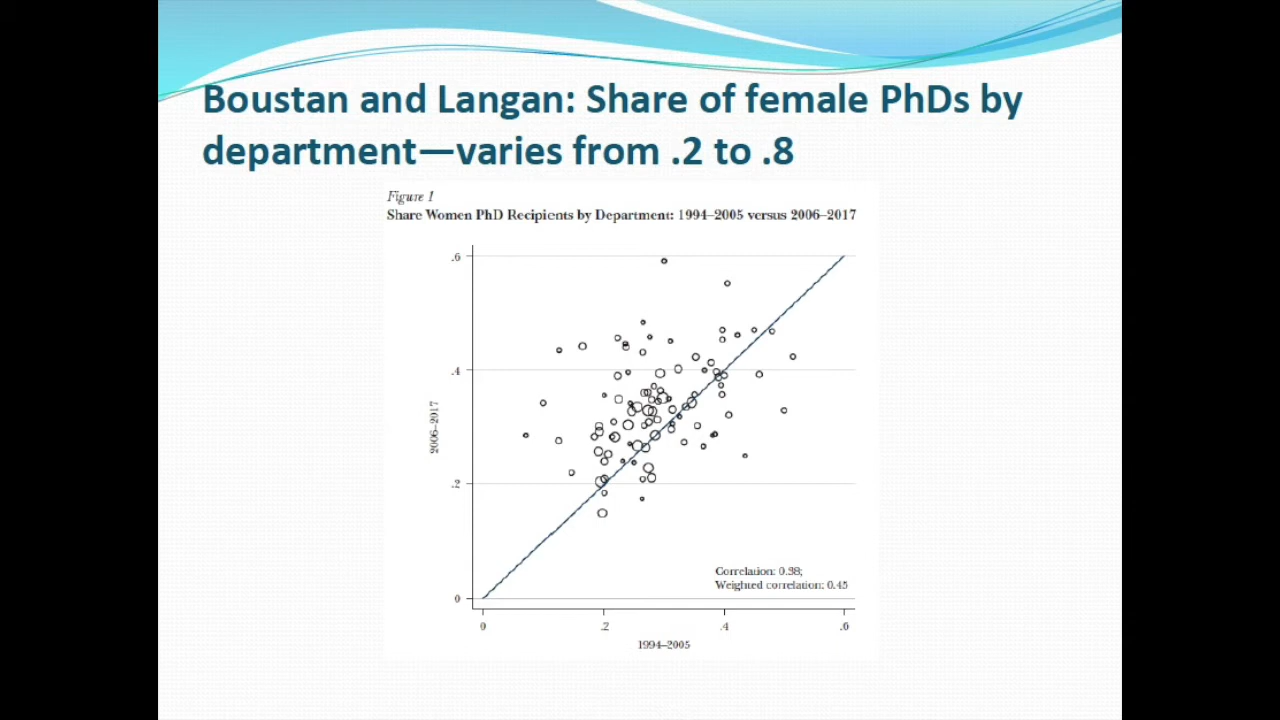 Boustan and Langan: Share of female PhDs by
department—varies from .2 to .8
Figure 1
Share Women PhD Recipients by Department: 1994–2005 versus 2006–2017
.6
.4
.2
0
2006–2017
Correlation: 0.38;
Weighted correlation: 0.45
0
.2
.4
.6
1994–2005